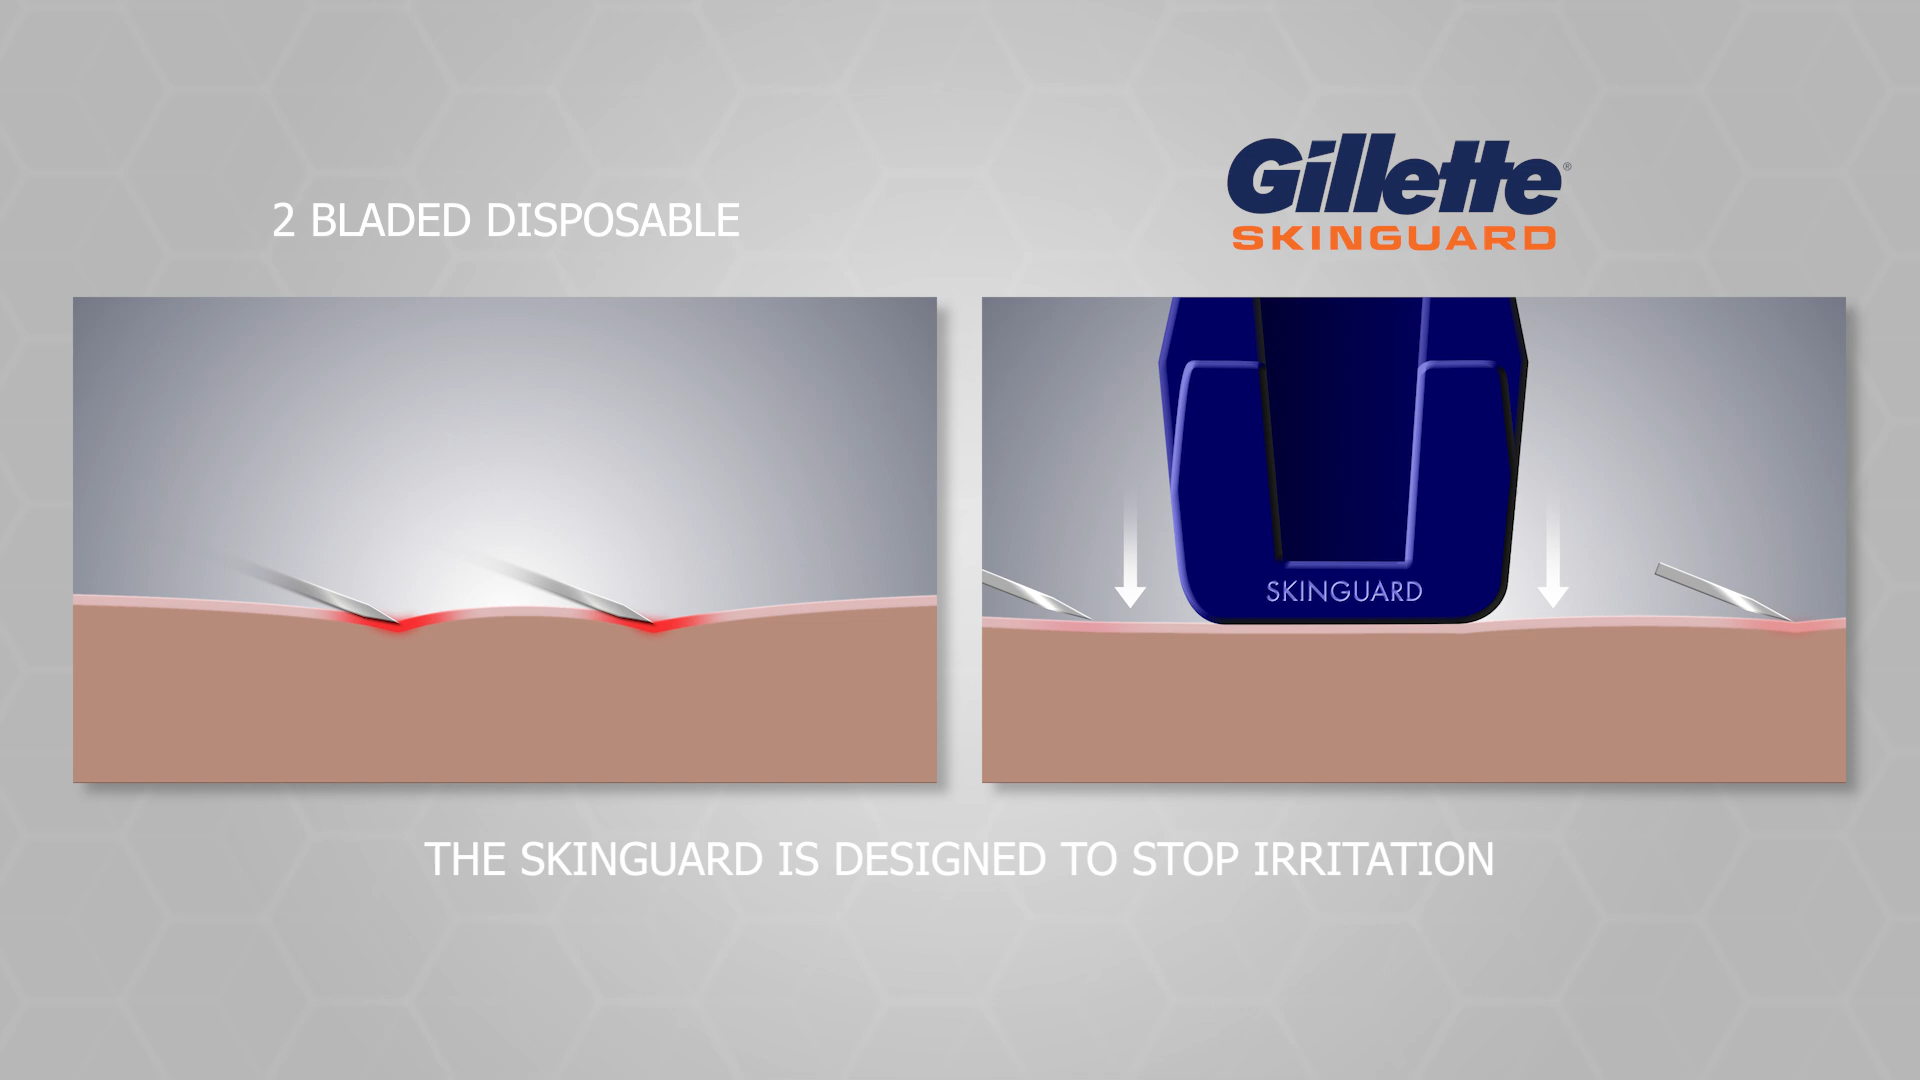 2 BLADED DISPOSABLE
Gillette®
SKINGUARD
SKINGUARD
THE SKINGUARD IS DESIGNED TO STOP IRRITATION